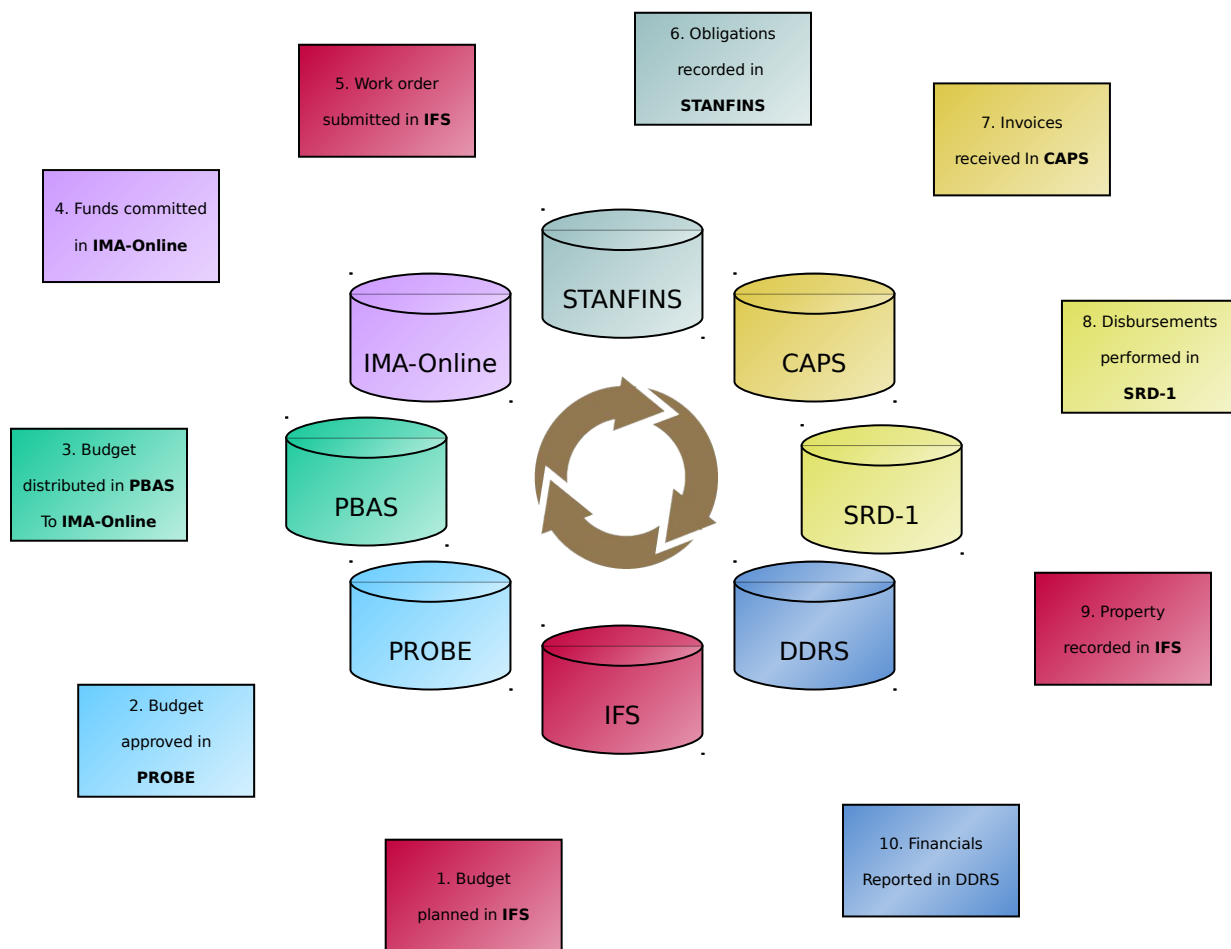 6. Obligations
recorded in
STANFINS
5. Work order
submitted in IFS
7. Invoices
received In CAPS
4. Funds committed
in IMA-Online
STANFINS
IMA-Online
CAPS
8. Disbursements
performed in
SRD-1
3. Budget
distributed in PBAS
To IMA-Online
PBAS
SRD-1
9. Property
recorded in IFS
PROBE
DDRS
IFS
2. Budget
approved in
PROBE
10. Financials
Reported in DDRS
1. Budget
planned in IFS